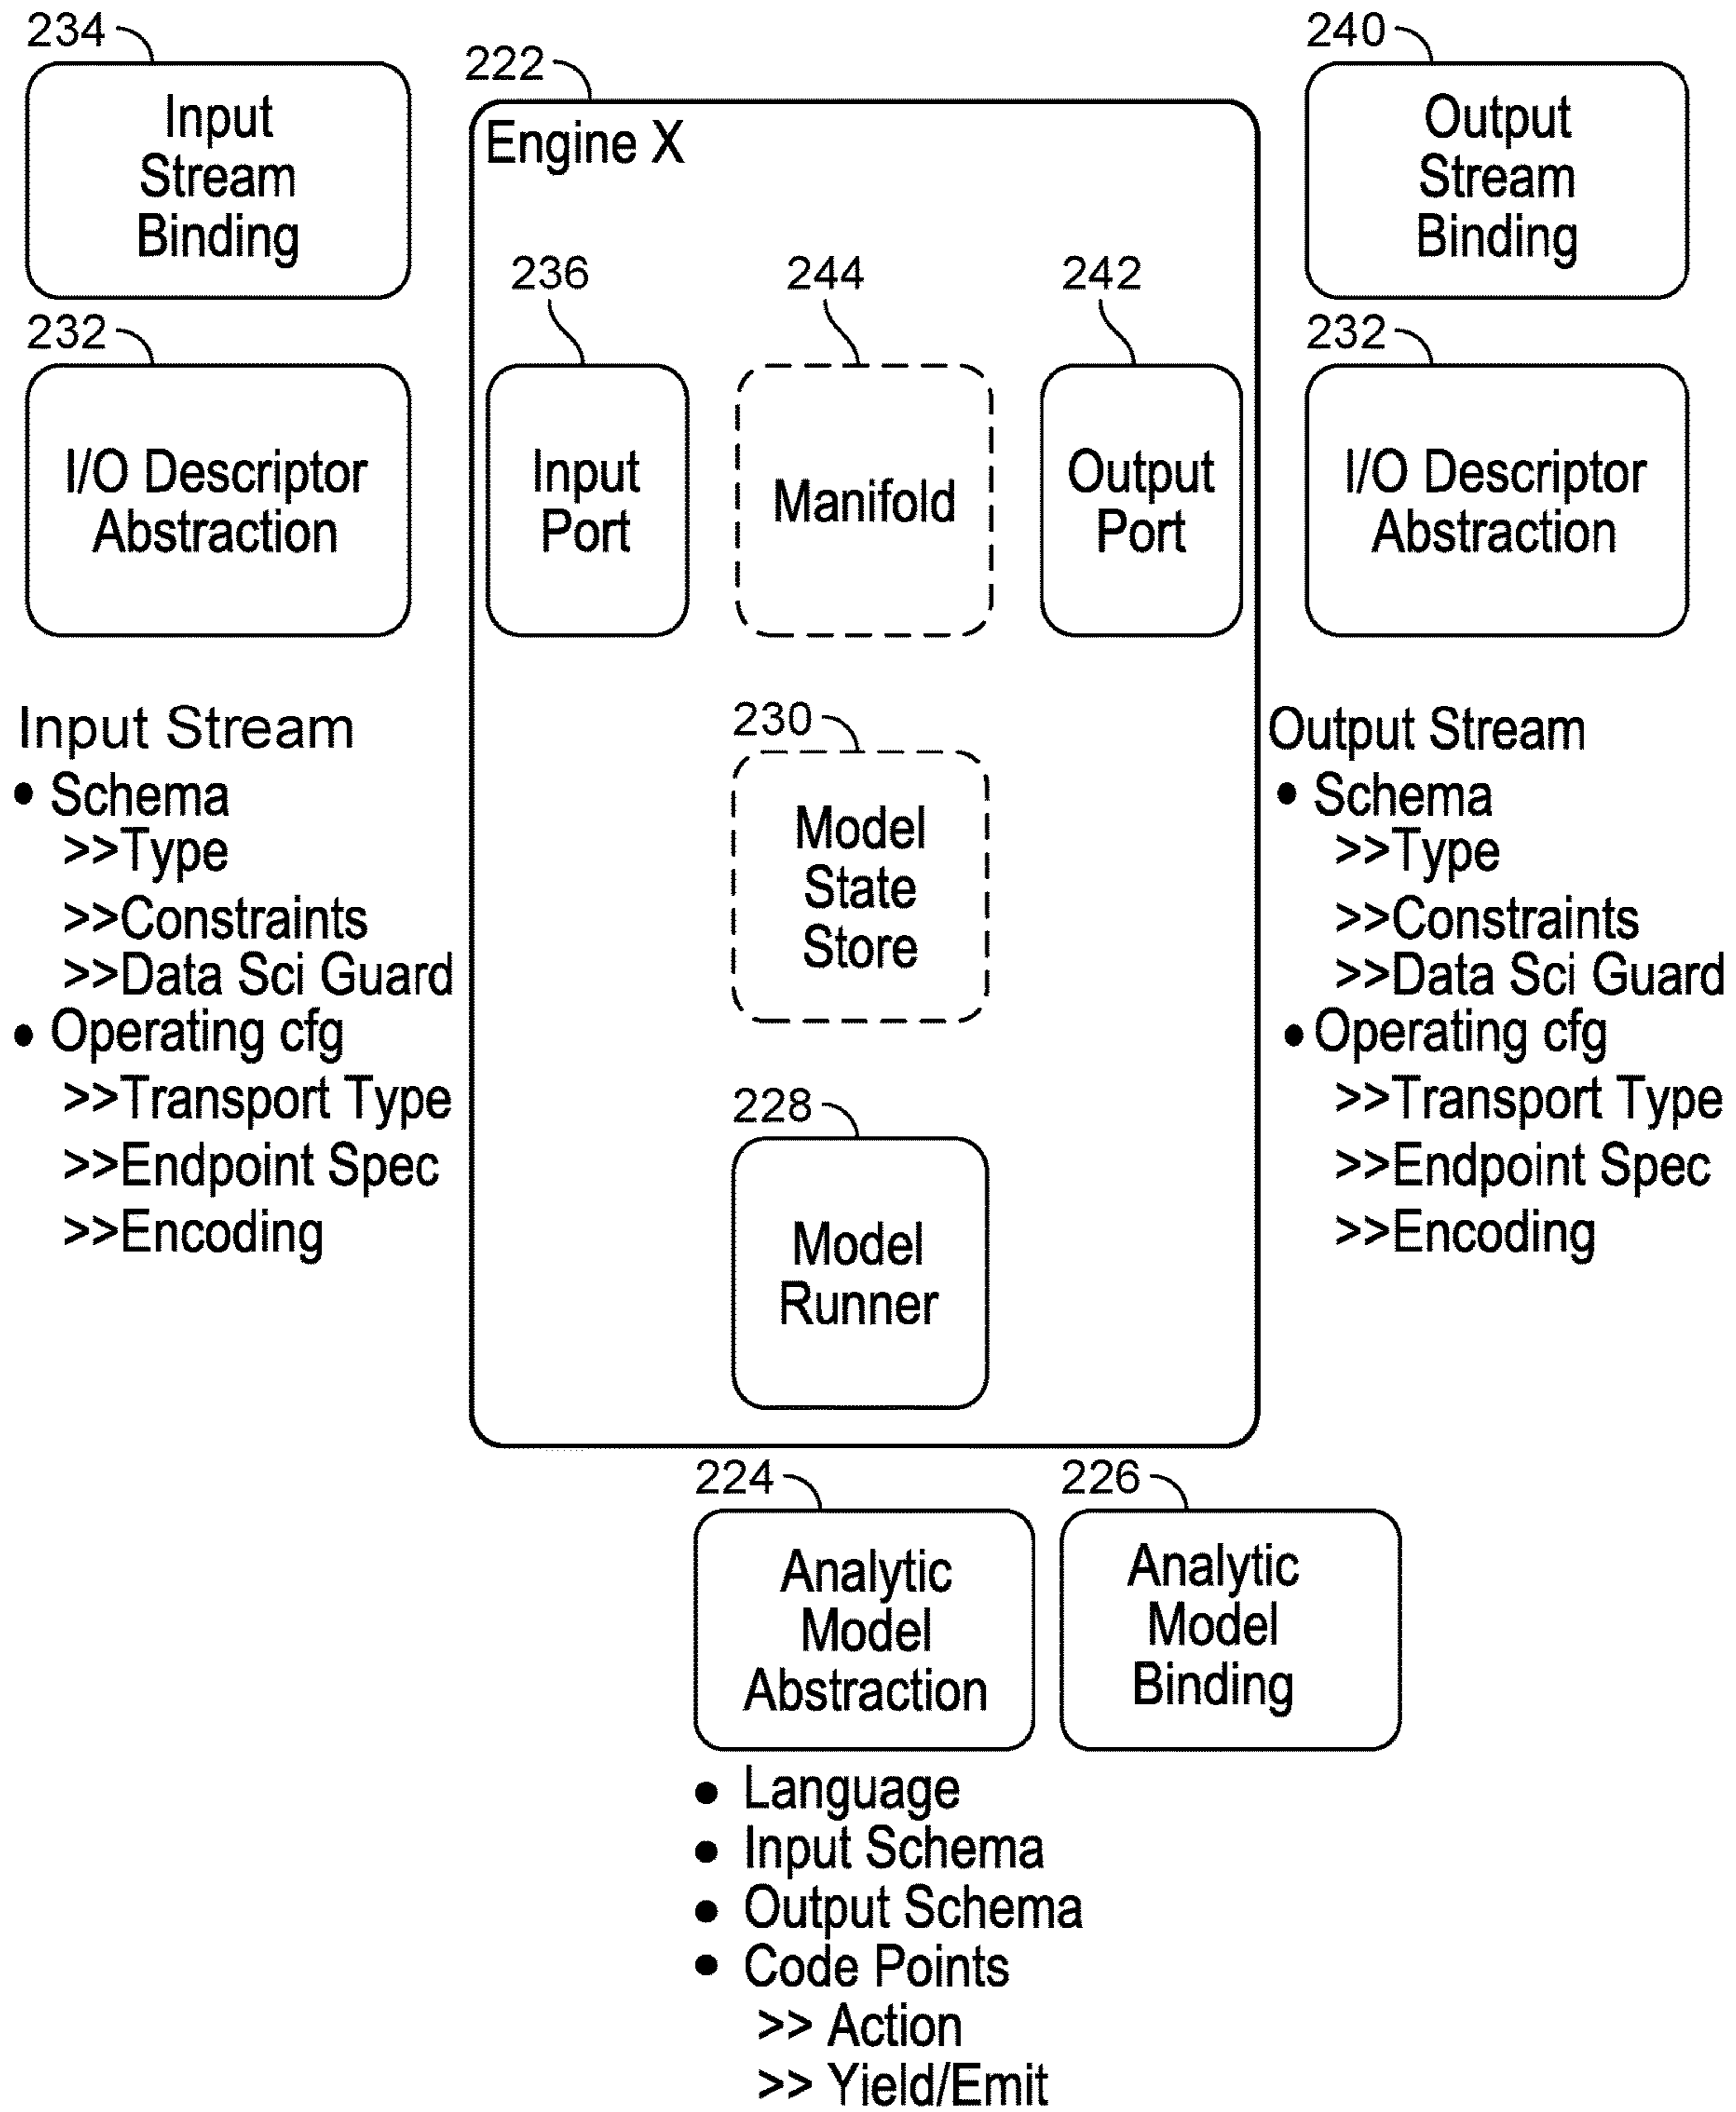 234
Input
Stream
Binding
232
I/O Descriptor
Abstraction
Input Stream
• Schema
>>Type
>>Constraints
>>Data Sci Guard
• Operating cfg
>>Transport Type
>>Endpoint Spec
>>Encoding
222
Engine X
236
Input
Port
244
Manifold
242
Output
Port
230
Model
State
Store
228
Model
Runner
240
Output
Stream
Binding
232
I/O Descriptor
Abstraction
Output Stream
• Schema
>>Type
>>Constraints
>>Data Sci Guard
• Operating cfg
>>Transport Type
>>Endpoint Spec
>>Encoding
224
Analytic
Model
Abstraction
226
Analytic
Model
Binding
• Language
• Input Schema
• Output Schema
• Code Points
>> Action
>> Yield/Emit